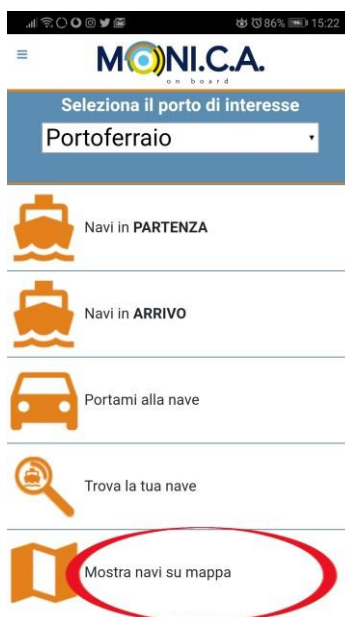 86% 15:22
MONI.C.A.
on board
Seleziona il porto di interesse
Portoferraio
Navi in PARTENZA
Navi in ARRIVO
Portami alla nave
Trova la tua nave
Mostra navi su mappa